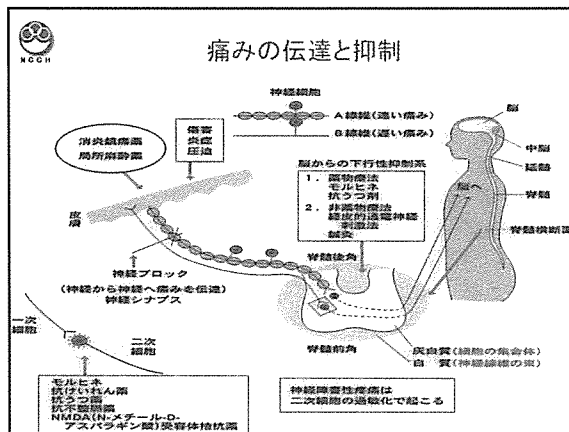 NCCH
痛みの伝達と抑制
神経細胞
A線維(速い痛み)
傷害
炎症
圧迫
消炎鎮痛薬
局所麻酔薬
脳からの下行性抑制系
1. 薬物療法
モルヒネ
抗うつ剤
2. 非薬物療法
経皮的通電神経
刺激法
鍼灸
脳
中脳
延髄
脳へ
脊髄
脊髄横断面
皮膚
脊髄後角
神経ブロック
(神経から神経へ痛みを伝達)
神経シナプス
一次
細胞
二次
細胞
脊髄前角
灰白質(細胞の集合体)
白 質(神経線維の束)
モルヒネ
抗けいれん薬
抗うつ薬
抗不整脈薬
NMDA(N-メチール-D-
アスパラギン酸)受容体拮抗薬
神経障害性疼痛は
二次細胞の過敏化で起こる